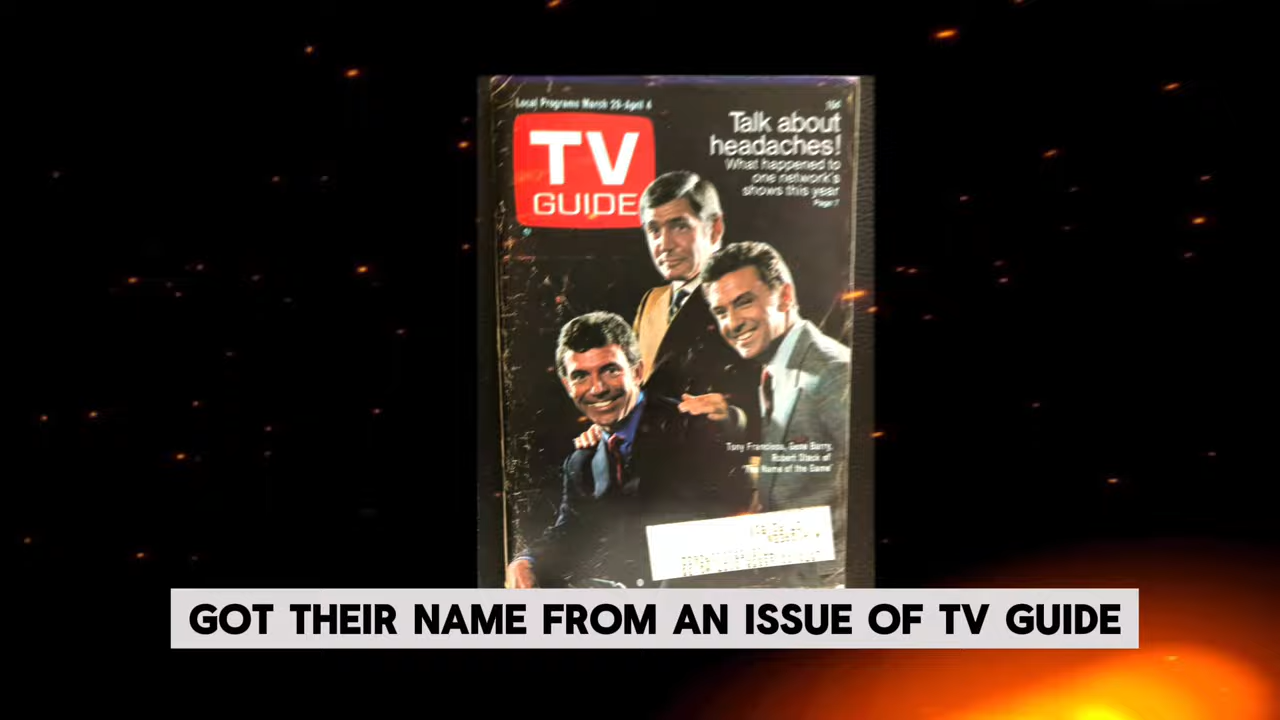 Local Programs March 29-April 4
15¢
TV
GUIDE
Talk about
headaches!
What happened to
one network's
shows this year
Page 7
Tony Franciosa, Gene Barry,
Robert Stack of
'The Name of the Game'
GOT THEIR NAME FROM AN ISSUE OF TV GUIDE